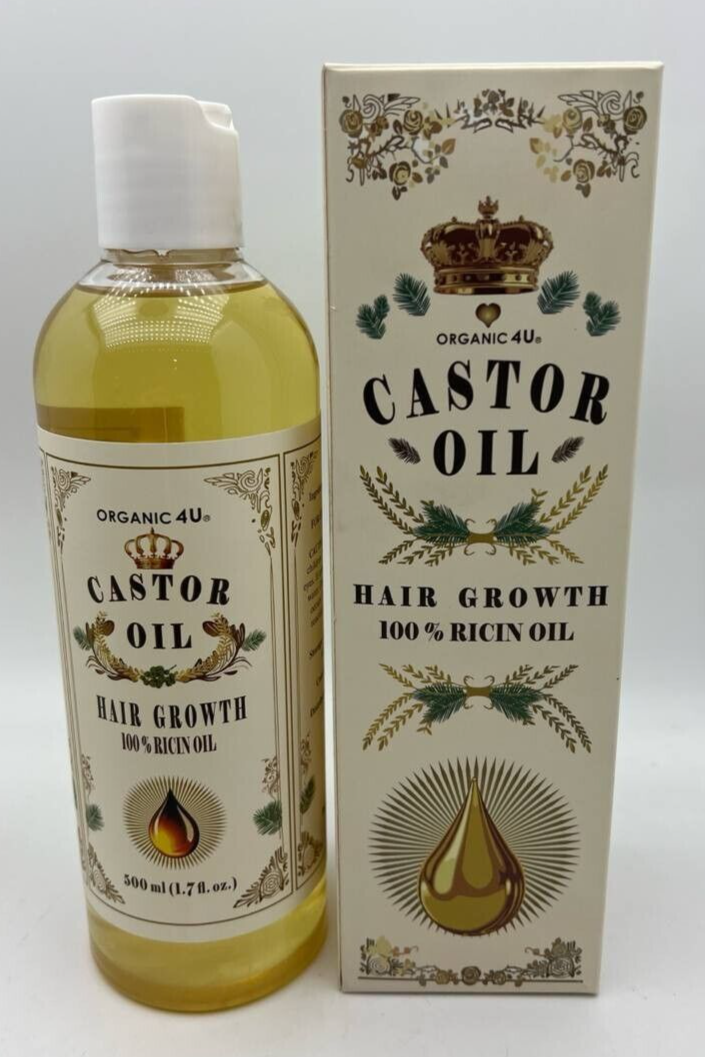 ORGANIC 4U®
CASTOR
OIL
HAIR GROWTH
100% RICIN OIL
500 ml (1.7 fl. oz.)
ORGANIC 4U®
CASTOR
OIL
HAIR GROWTH
100% RICIN OIL